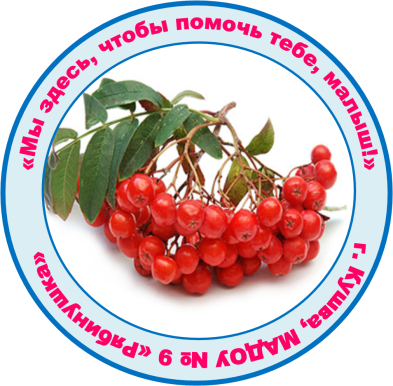 «Мы здесь, чтобы помочь тебе, малыш!»
г. Кушва, МАДОУ № 9 «Рябинушка»